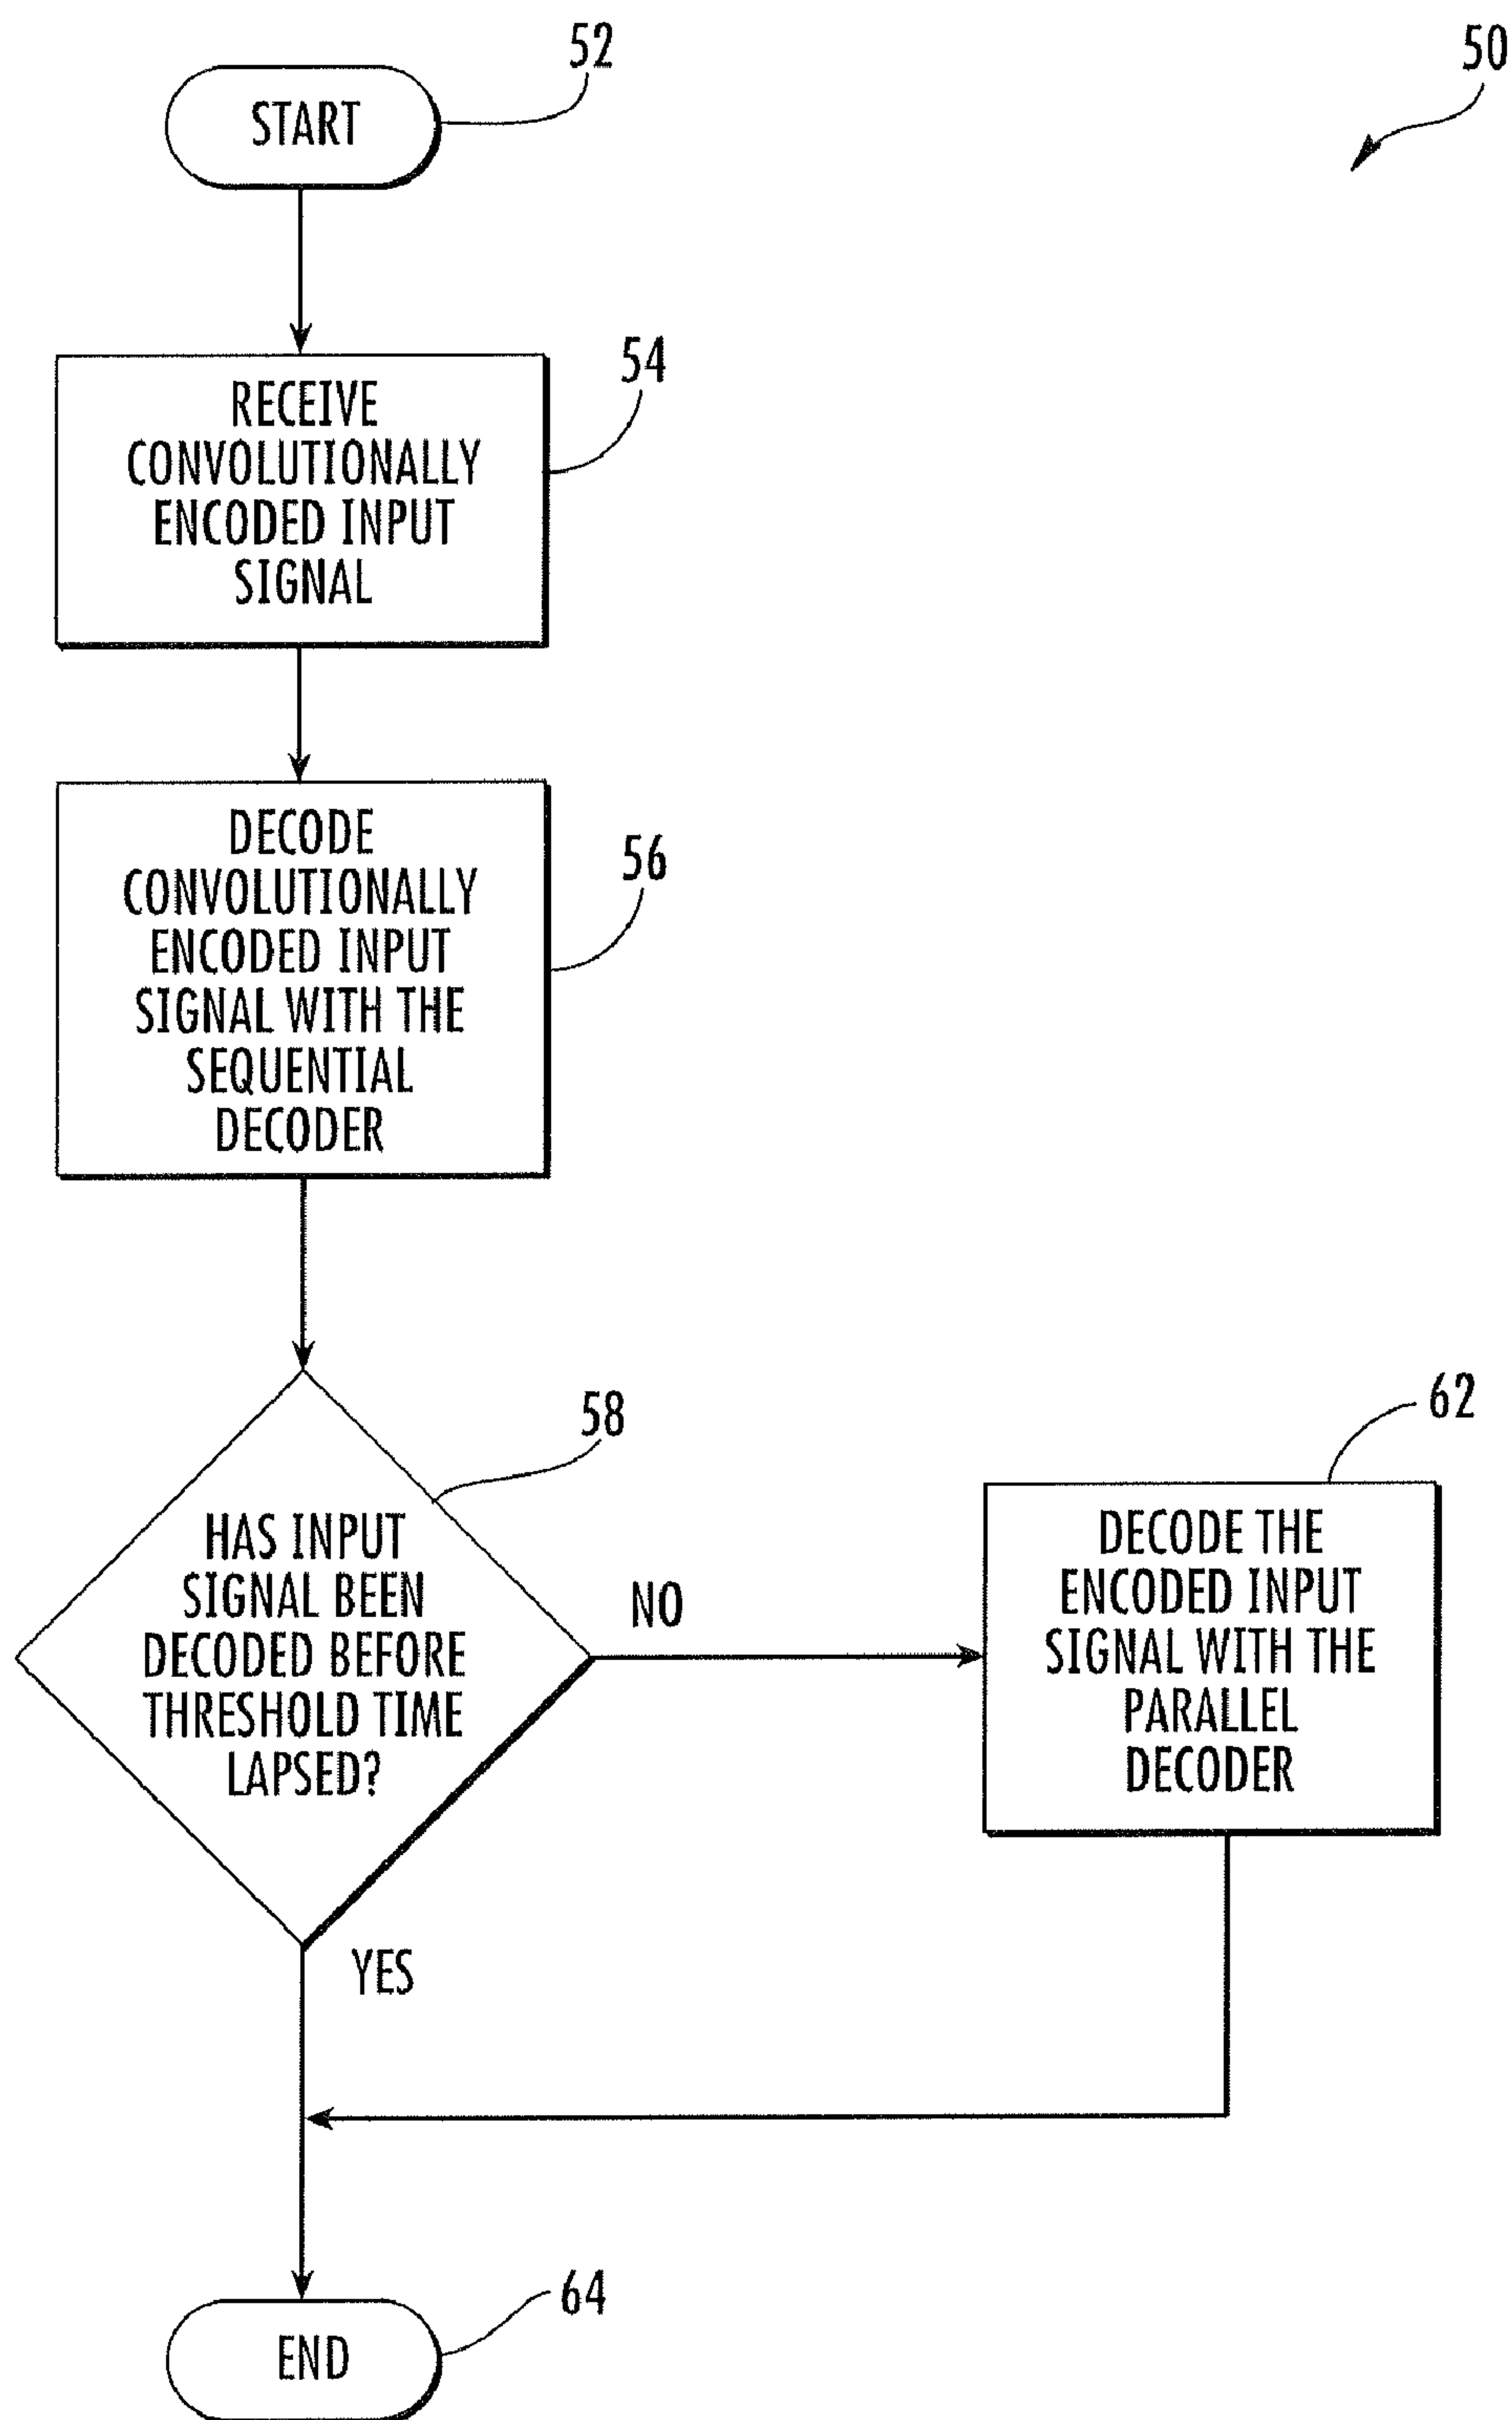 52
50
START
54
RECEIVE
CONVOLUTIONALLY
ENCODED INPUT
SIGNAL
56
DECODE
CONVOLUTIONALLY
ENCODED INPUT
SIGNAL WITH THE
SEQUENTIAL
DECODER
58
HAS INPUT
SIGNAL BEEN
DECODED BEFORE
THRESHOLD TIME
LAPSED?
NO
62
DECODE THE
ENCODED INPUT
SIGNAL WITH THE
PARALLEL
DECODER
YES
64
END